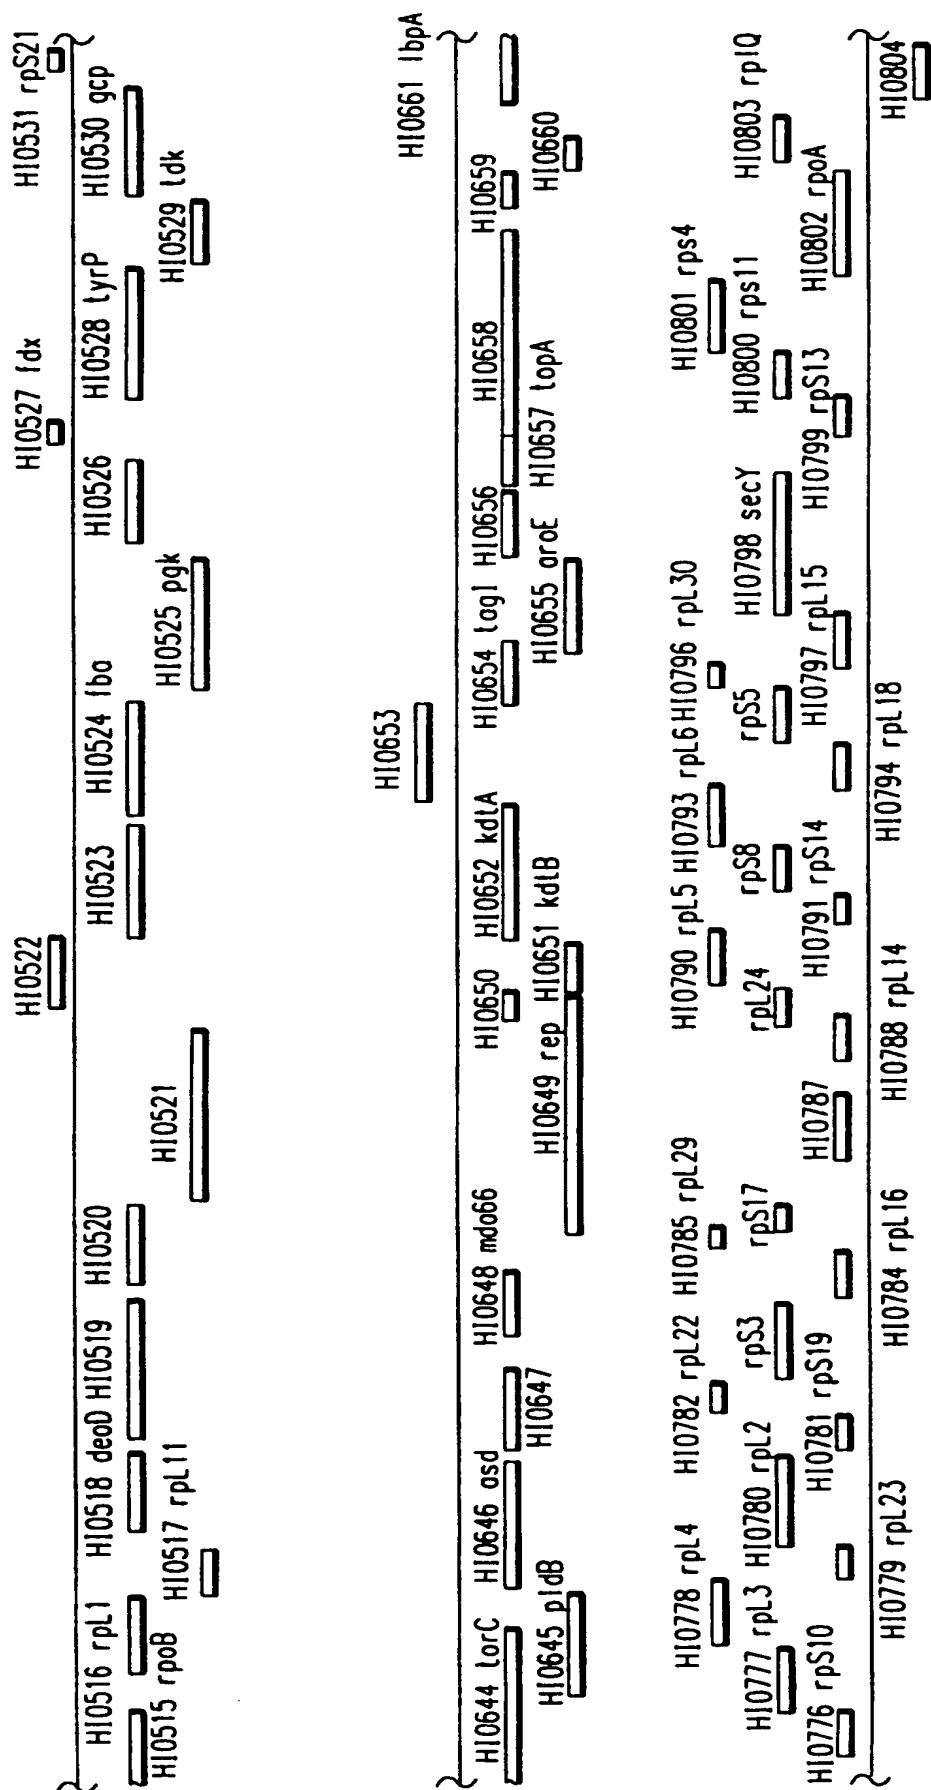 HI0515 rpoB
HI0516 rpL1
HI0517 rpL11
HI0518 deoD
HI0519
HI0520
HI0521
HI0522
HI0523
HI0524 fba
HI0525 pgk
HI0526
HI0527 fdx
HI0528 tyrP
HI0529 tdk
HI0530 gcp
HI0531 rpS21
HI0644 torC
HI0645 pldB
HI0646 asd
HI0647
HI0648 mda66
HI0649 rep
HI0650
HI0651 kdtB
HI0652 kdtA
HI0653
HI0654 tagI
HI0655 aroE
HI0656
HI0657 topA
HI0658
HI0659
HI0660
HI0661 lbpA
HI0776 rpS10
HI0777 rpL3
HI0778 rpL4
HI0779 rpL23
HI0780 rpL2
HI0781 rpS19
HI0782 rpL22
rpS3
HI0784 rpL16
HI0785 rpL29
rpS17
HI0787
HI0788 rpL14
rpL24
HI0790 rpL5
HI0791 rpS14
rpS8
HI0793 rpL6
HI0794 rpL18
rpS5
HI0796 rpL30
HI0797 rpL15
HI0798 secY
HI0799 rpS13
HI0800 rps11
HI0801 rps4
HI0802 rpoA
HI0803 rplQ
HI0804